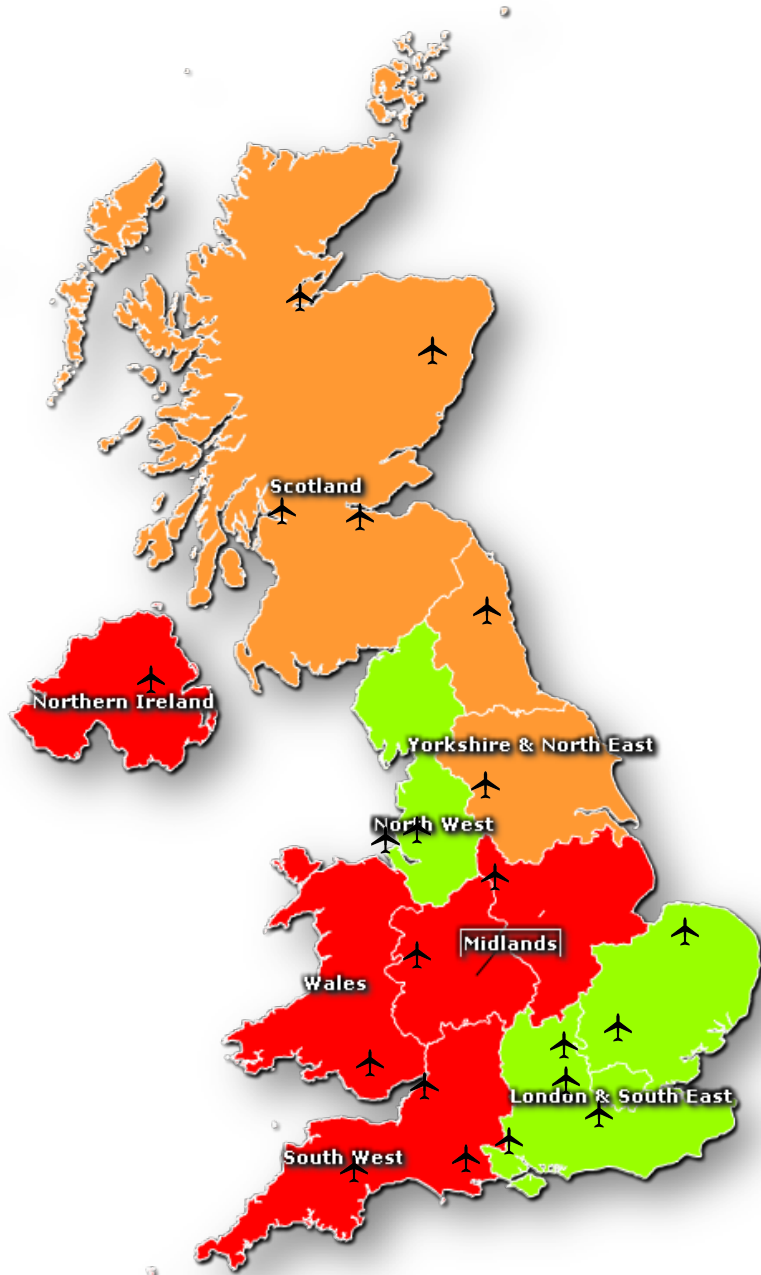 Scotland
Northern Ireland
Yorkshire & North East
North West
Midlands
Wales
London & South East
South West